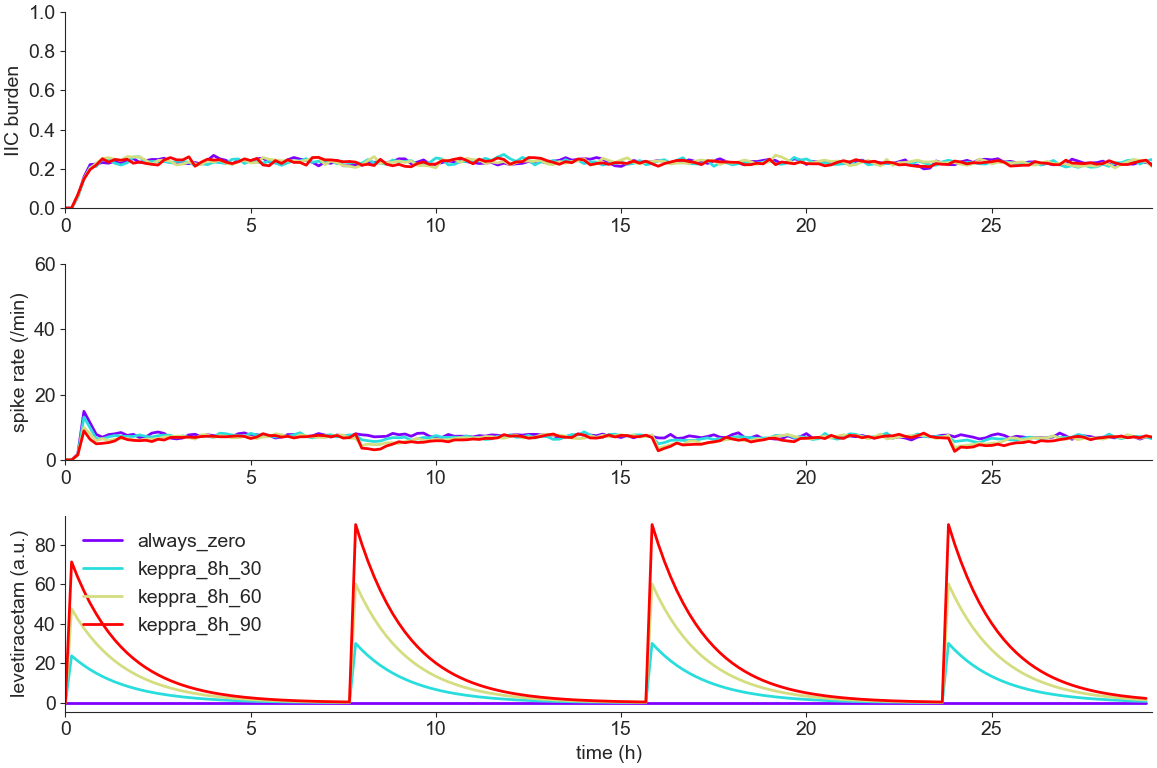 IIC burden
1.0
0.8
0.6
0.4
0.2
0.0
0 5 10 15 20 25
spike rate (/min)
60
40
20
0
0 5 10 15 20 25
levetiracetam (a.u.)
80
60
40
20
0
always_zero
keppra_8h_30
keppra_8h_60
keppra_8h_90
0 5 10 15 20 25
time (h)